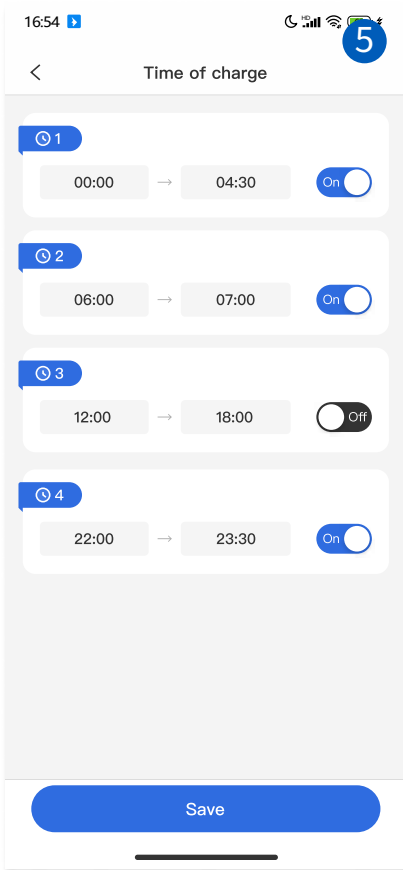 16:54 HD
5
Time of charge
1
00:00 → 04:30 On
2
06:00 → 07:00 On
3
12:00 → 18:00 Off
4
22:00 → 23:30 On
Save